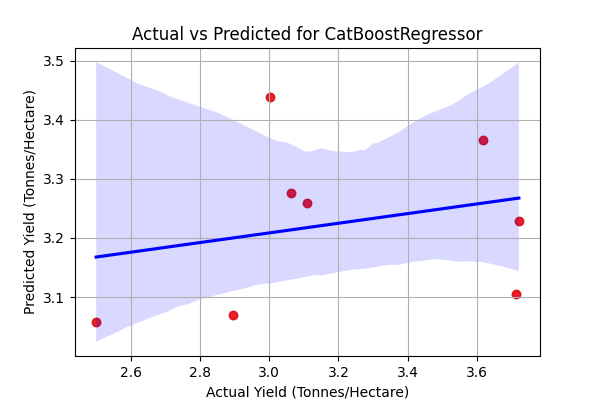 Actual vs Predicted for CatBoostRegressor
3.5
3.4
3.3
3.2
3.1
Predicted Yield (Tonnes/Hectare)
2.6 2.8 3.0 3.2 3.4 3.6
Actual Yield (Tonnes/Hectare)